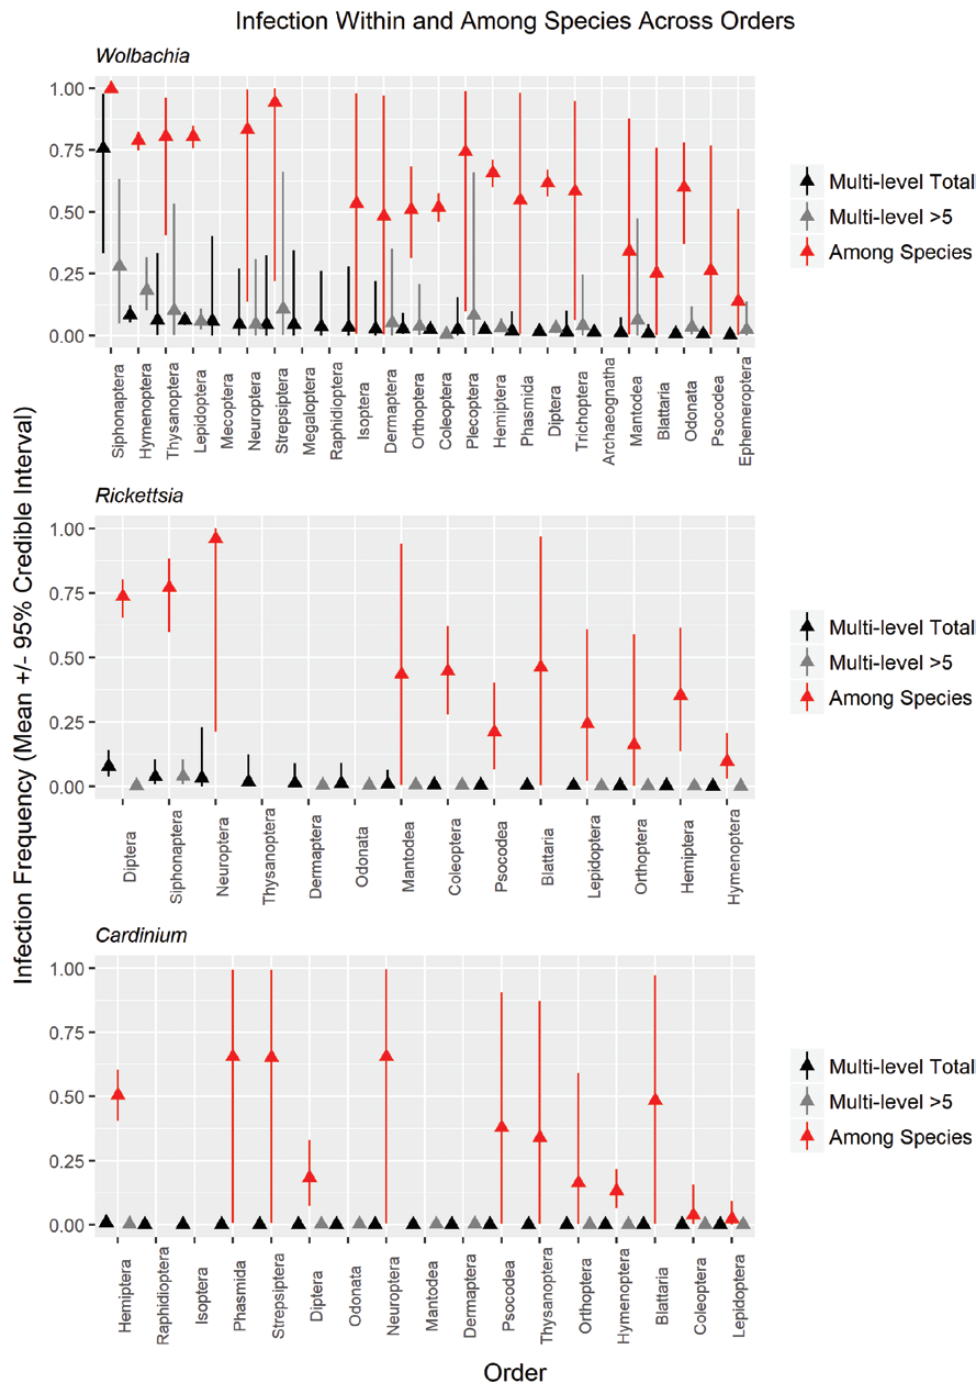 Infection Within and Among Species Across Orders
Infection Frequency (Mean +/- 95% Credible Interval)
Wolbachia
1.00
0.75
0.50
0.25
0.00
Siphonaptera
Hymenoptera
Thysanoptera
Lepidoptera
Mecoptera
Neuroptera
Strepsiptera
Megaloptera
Raphidioptera
Isoptera
Dermaptera
Orthoptera
Coleoptera
Plecoptera
Hemiptera
Phasmida
Diptera
Trichoptera
Archaeognatha
Mantodea
Blattaria
Odonata
Psocodea
Ephemeroptera
Multi-level Total
Multi-level >5
Among Species
Rickettsia
1.00
0.75
0.50
0.25
0.00
Diptera
Siphonaptera
Neuroptera
Thysanoptera
Dermaptera
Odonata
Mantodea
Coleoptera
Psocodea
Blattaria
Lepidoptera
Orthoptera
Hemiptera
Hymenoptera
Multi-level Total
Multi-level >5
Among Species
Cardinium
1.00
0.75
0.50
0.25
0.00
Hemiptera
Raphidioptera
Isoptera
Phasmida
Strepsiptera
Diptera
Odonata
Neuroptera
Mantodea
Dermaptera
Psocodea
Thysanoptera
Orthoptera
Hymenoptera
Blattaria
Coleoptera
Lepidoptera
Multi-level Total
Multi-level >5
Among Species
Order